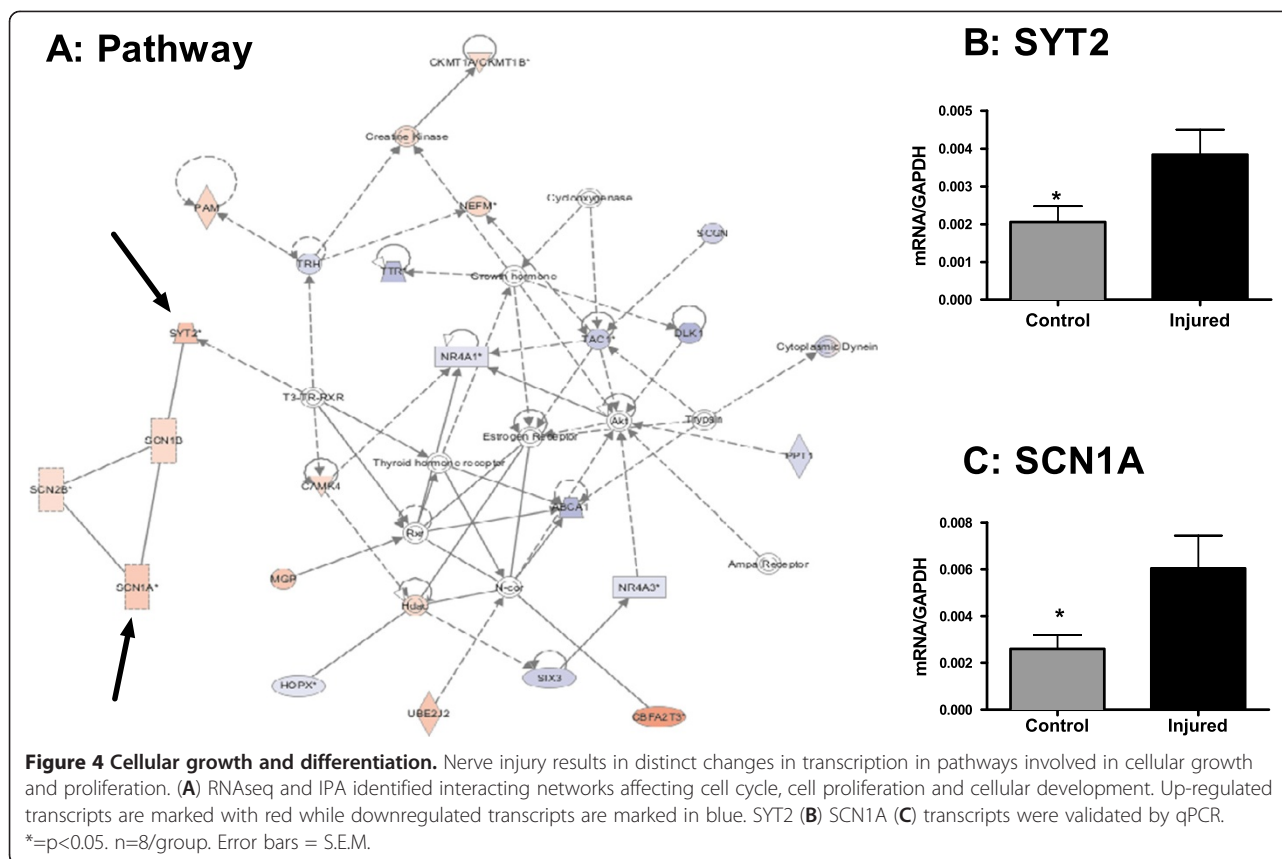 A: Pathway
CKMT1A/CKMT1B*
Creatine Kinase
PAM
NEFM*
Cyclooxygenase
SCGN
TRH
TTR*
Growth hormone
SYT2*
NR4A1*
TAC1*
DLK1
Cytoplasmic Dynein
T3-TR-RXR
Akt
Trypsin
SCN1B
Estrogen Receptor
Thyroid hormone receptor
PPT1
SCN2B*
CAMK4
ABCA1
Rxr
SCN1A*
MGP
N-cor
Ampa Receptor
Hdac
NR4A3*
HOPX*
SIX3
UBE2J2
CBFA2T3*
B: SYT2
mRNA/GAPDH
0.005
0.004
0.003
0.002
0.001
0.000
*
Control Injured
C: SCN1A
mRNA/GAPDH
0.008
0.006
0.004
0.002
0.000
*
Control Injured
Figure 4 Cellular growth and differentiation. Nerve injury results in distinct changes in transcription in pathways involved in cellular growth
and proliferation. (A) RNAseq and IPA identified interacting networks affecting cell cycle, cell proliferation and cellular development. Up-regulated
transcripts are marked with red while downregulated transcripts are marked in blue. SYT2 (B) SCN1A (C) transcripts were validated by qPCR.
*=p<0.05. n=8/group. Error bars = S.E.M.